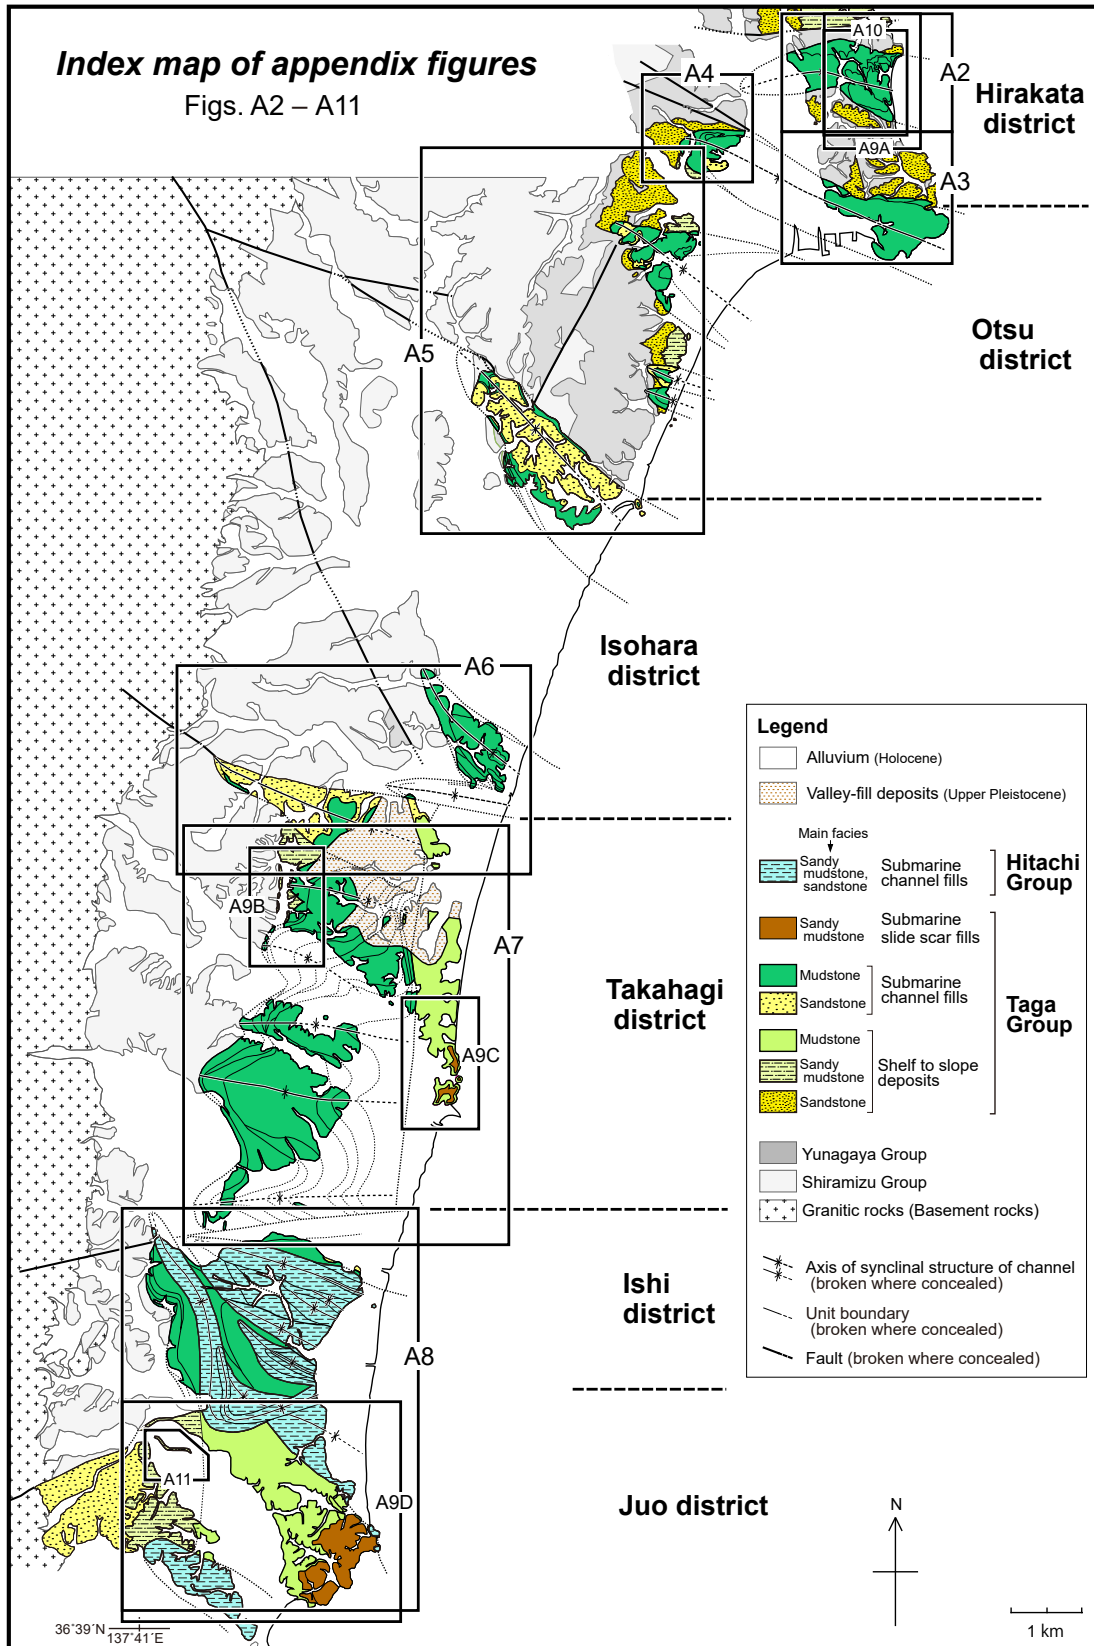 Index map of appendix figures
Figs. A2 – A11
A10
A4
A2
Hirakata
district
A9A
A3
A5
Otsu
district
Isohara
district
A6
A9B
A7
Takahagi
district
A9C
Ishi
district
A8
A11
A9D
Juo district
Legend
Alluvium (Holocene)
Valley-fill deposits (Upper Pleistocene)
Main facies
Sandy
mudstone,
sandstone
Submarine
channel fills
Hitachi
Group
Sandy
mudstone
Submarine
slide scar fills
Mudstone
Sandstone
Submarine
channel fills
Taga
Group
Mudstone
Sandy
mudstone
Sandstone
Shelf to slope
deposits
Yunagaya Group
Shiramizu Group
Granitic rocks (Basement rocks)
Axis of synclinal structure of channel
(broken where concealed)
Unit boundary
(broken where concealed)
Fault (broken where concealed)
N
1 km
36°39´N
137°41´E